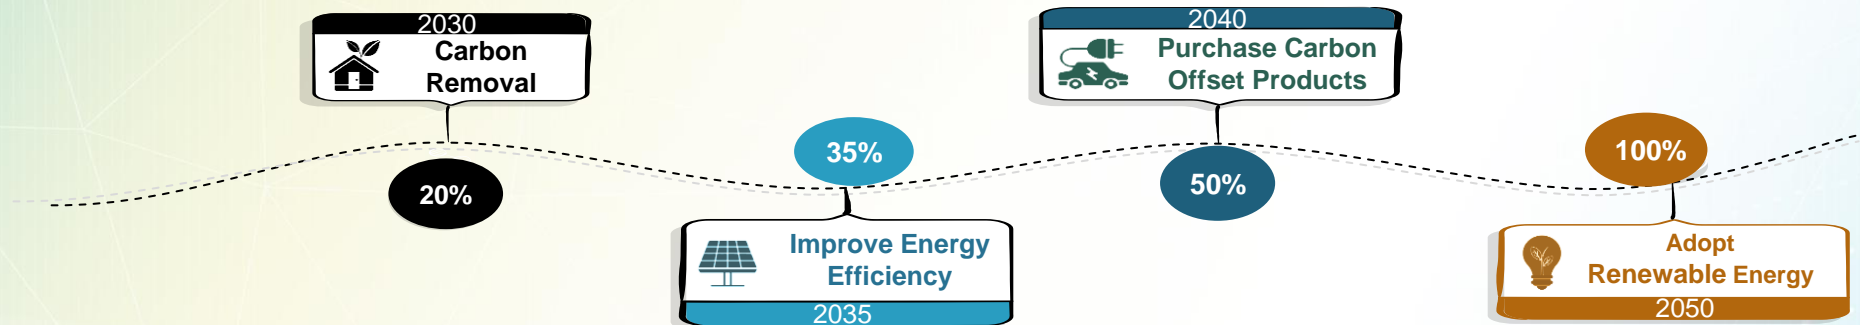 2030
Carbon
Removal
20%
35%
Improve Energy
Efficiency
2035
2040
Purchase Carbon
Offset Products
50%
100%
Adopt
Renewable Energy
2050